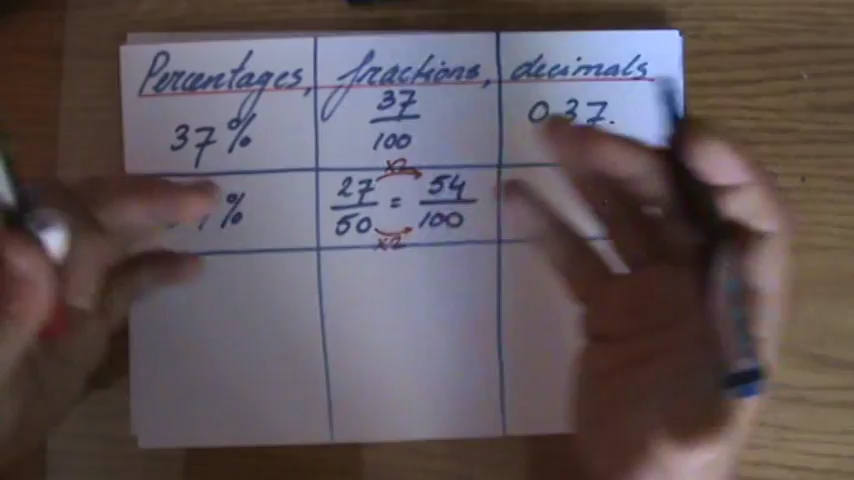 Percentages, fractions, decimals
37% 37/100 0.37.
x2
% 27/50 = 54/100
x2